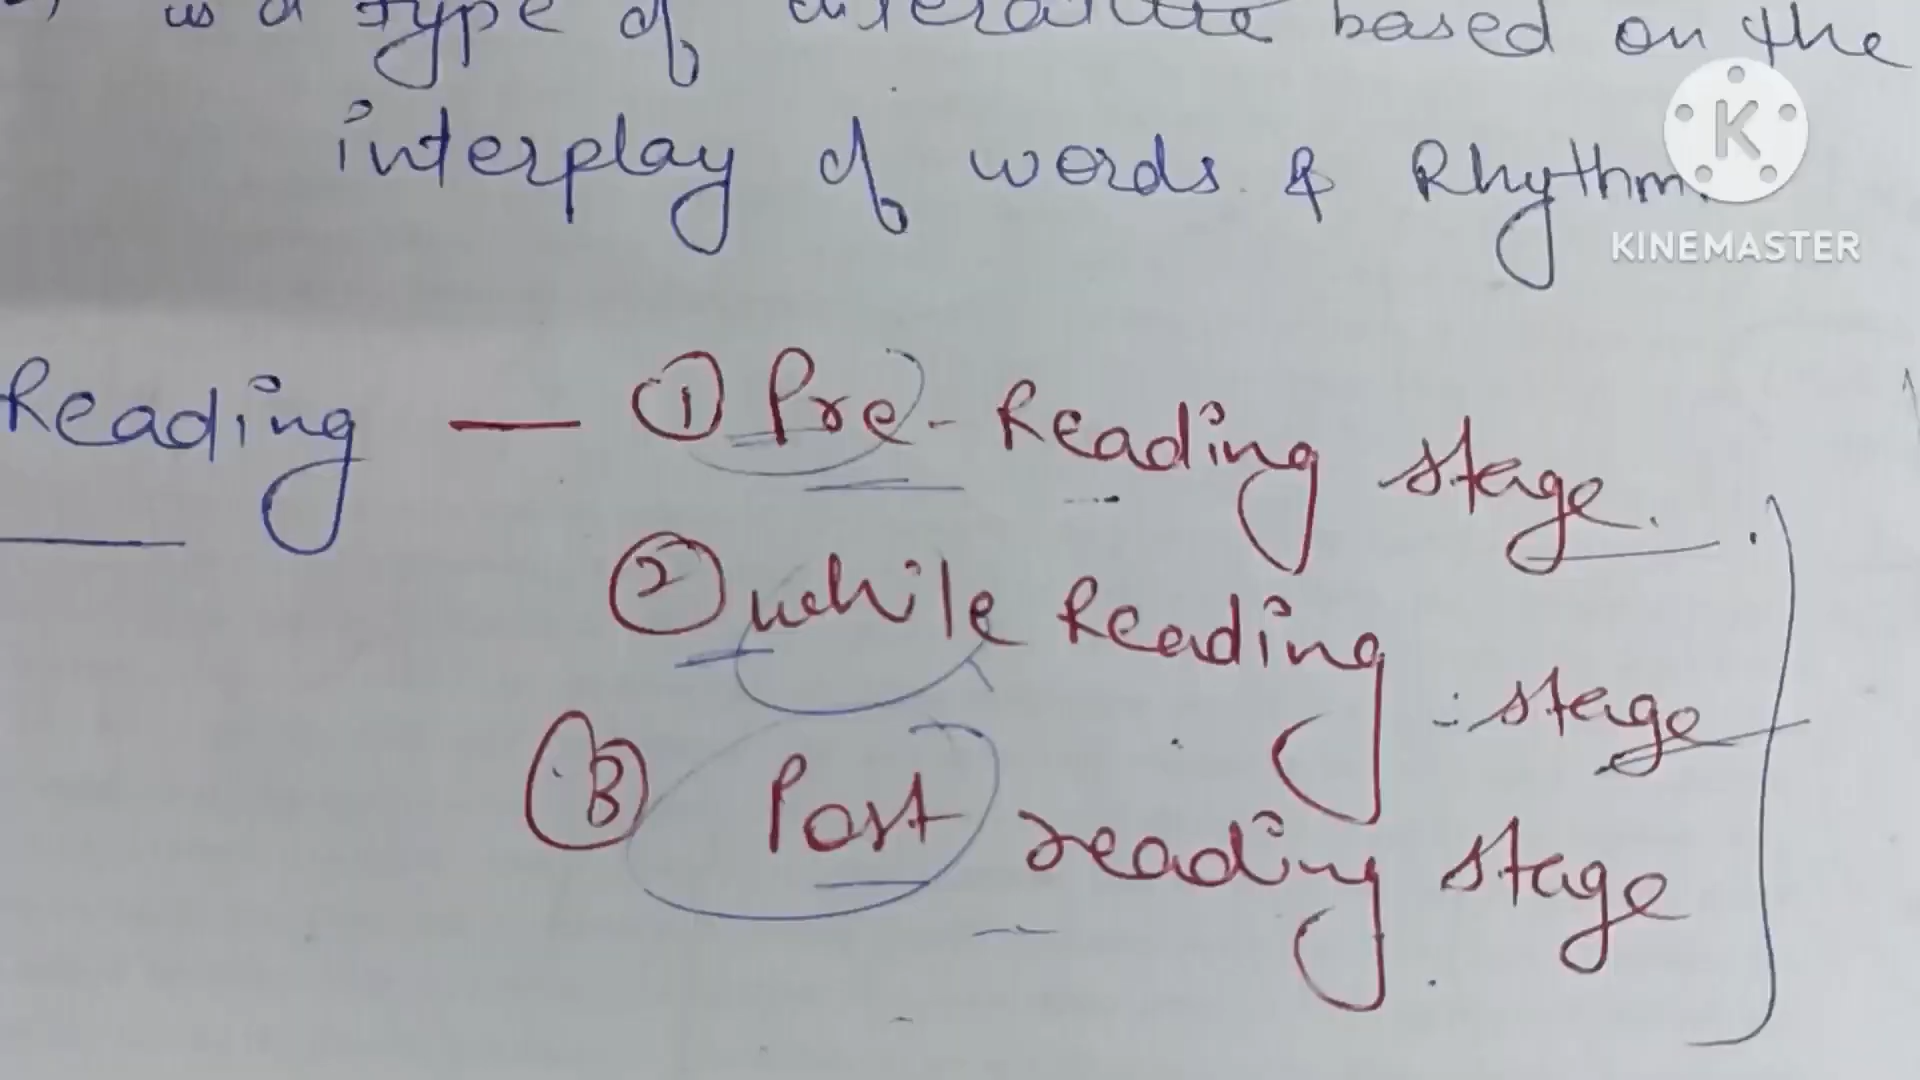 is a type of literature based on the
interplay of words & Rhythm.
KINEMASTER
Reading — ① Pre-Reading stage.
② while Reading stage
③ Post reading stage